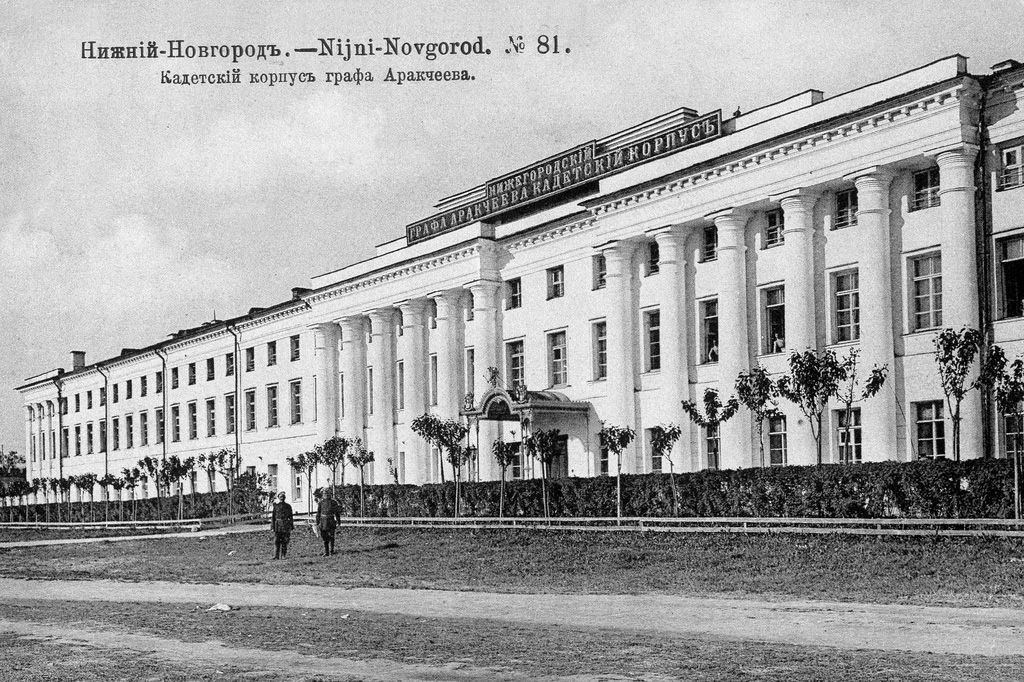 Нижній-Новгородъ.—Nijni-Novgorod. № 81.
Кадетскій корпусъ графа Аракчеева.
НИЖЕГОРОДСКІЙ
ГРАФА АРАКЧЕЕВА КАДЕТСКІЙ КОРПУСЪ